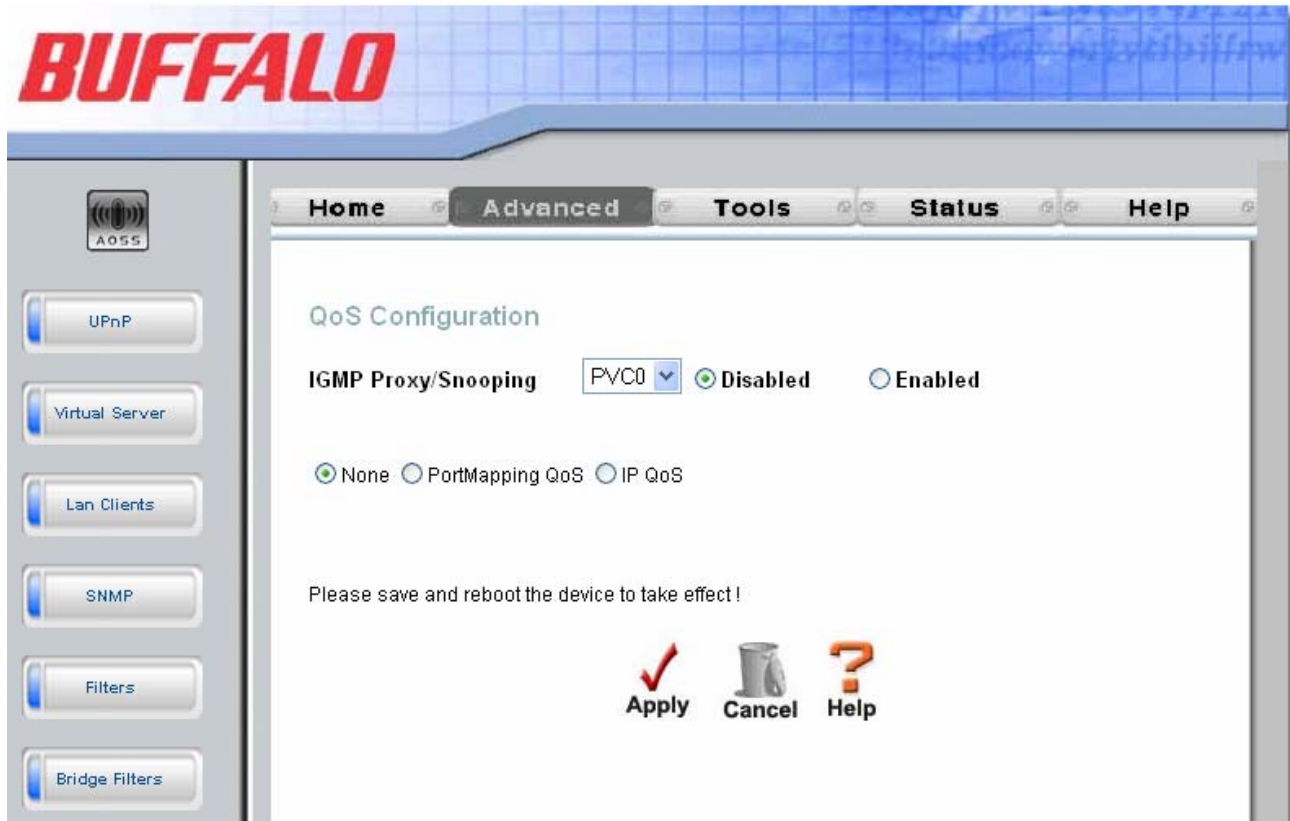 BUFFALO
AOSS
Home Advanced Tools Status Help
UPnP
Virtual Server
Lan Clients
SNMP
Filters
Bridge Filters
QoS Configuration
IGMP Proxy/Snooping PVC0 Disabled Enabled
None PortMapping QoS IP QoS
Please save and reboot the device to take effect !
Apply Cancel Help